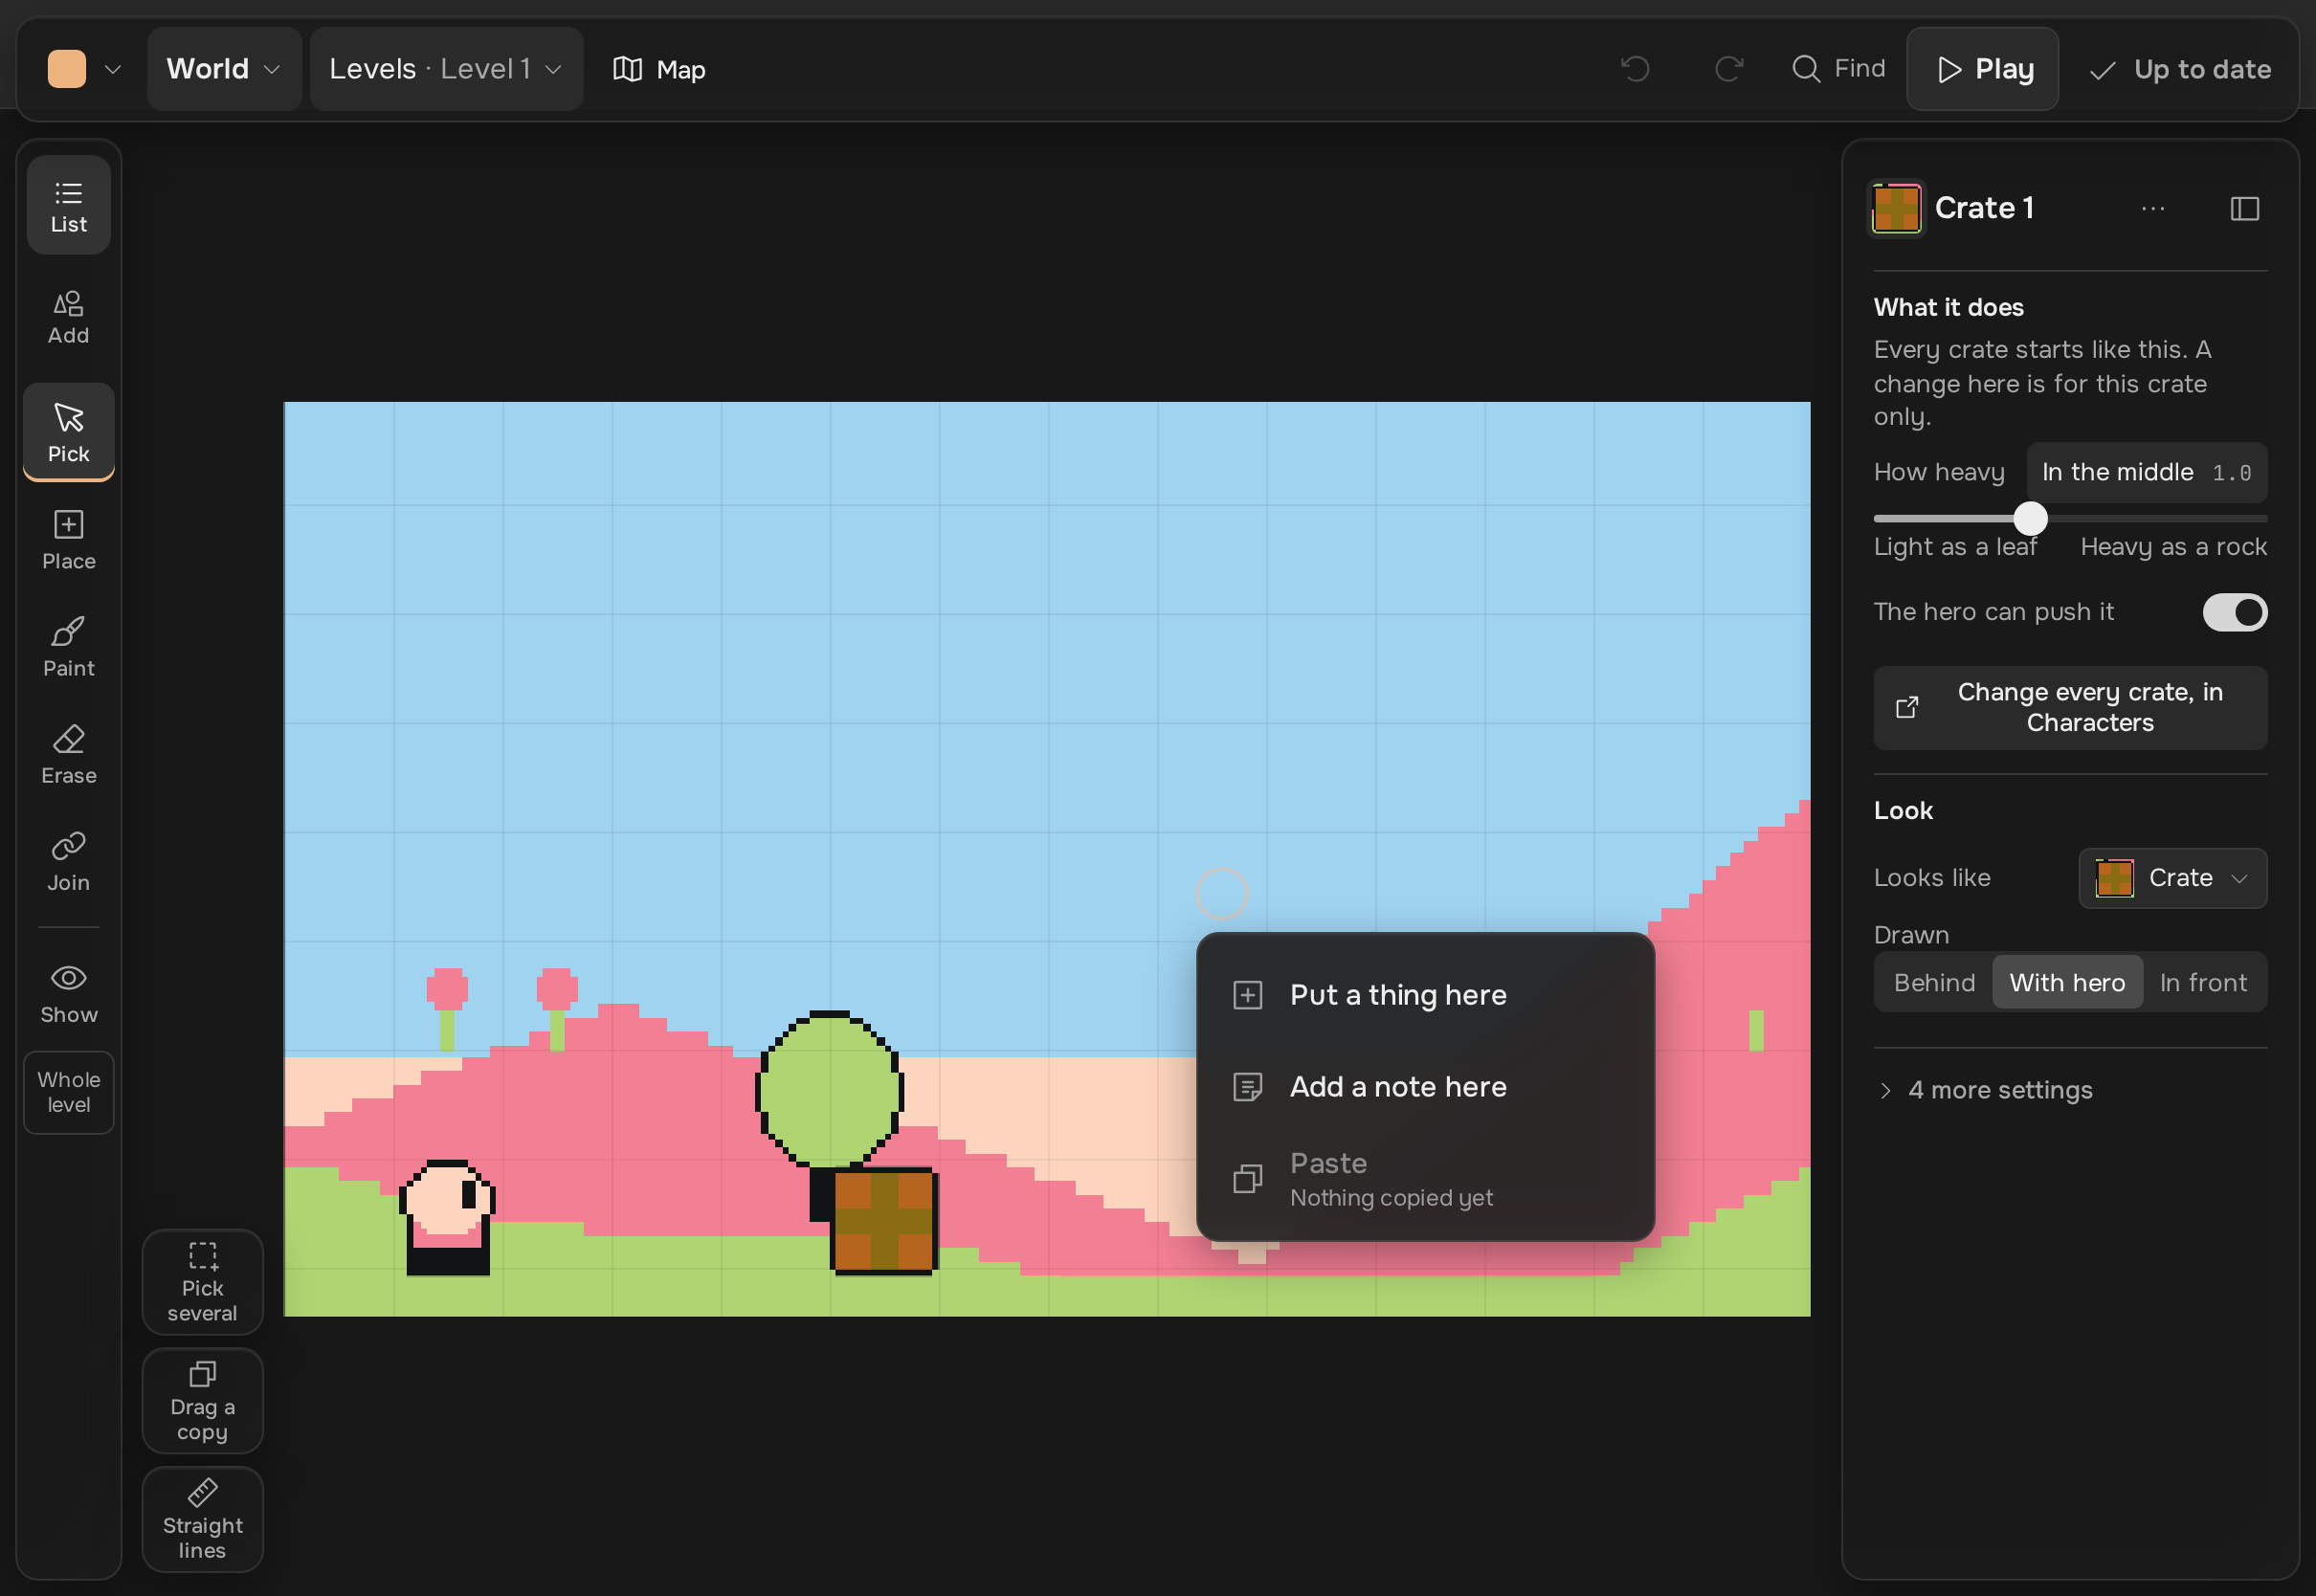 World
Levels · Level 1
Map
Find
Play
Up to date
List
Add
Pick
Place
Paint
Erase
Join
Show
Whole
level
Pick
several
Drag a
copy
Straight
lines
Put a thing here
Add a note here
Paste
Nothing copied yet
Crate 1
What it does
Every crate starts like this. A
change here is for this crate
only.
How heavy
In the middle 1.0
Light as a leaf
Heavy as a rock
The hero can push it
Change every crate, in
Characters
Look
Looks like
Crate
Drawn
Behind
With hero
In front
4 more settings